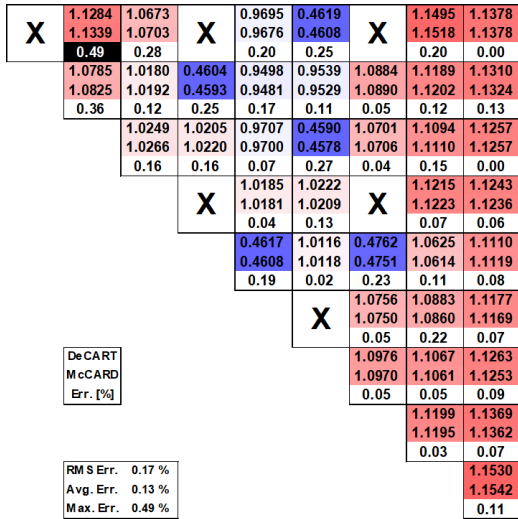 1.1284 1.0673 0.9695 0.4619 1.1495 1.1378
X 1.1339 1.0703 X 0.9676 0.4608 X 1.1518 1.1378
0.49 0.28 0.20 0.25 0.20 0.00
1.0785 1.0180 0.4604 0.9498 0.9539 1.0884 1.1189 1.1310
1.0825 1.0192 0.4593 0.9481 0.9529 1.0890 1.1202 1.1324
0.36 0.12 0.25 0.17 0.11 0.05 0.12 0.13
1.0249 1.0205 0.9707 0.4590 1.0701 1.1094 1.1257
1.0266 1.0220 0.9700 0.4578 1.0706 1.1110 1.1257
0.16 0.16 0.07 0.27 0.04 0.15 0.00
1.0185 1.0222 1.1215 1.1243
X 1.0181 1.0209 X 1.1223 1.1236
0.04 0.13 0.07 0.06
0.4617 1.0116 0.4762 1.0625 1.1110
0.4608 1.0118 0.4751 1.0614 1.1119
0.19 0.02 0.23 0.11 0.08
1.0756 1.0883 1.1177
X 1.0750 1.0860 1.1169
0.05 0.22 0.07
DeCART 1.0976 1.1067 1.1263
McCARD 1.0970 1.1061 1.1253
Err. [%] 0.05 0.05 0.09
1.1199 1.1369
1.1195 1.1362
0.03 0.07
RMS Err. 0.17 % 1.1530
Avg. Err. 0.13 % 1.1542
Max. Err. 0.49 % 0.11